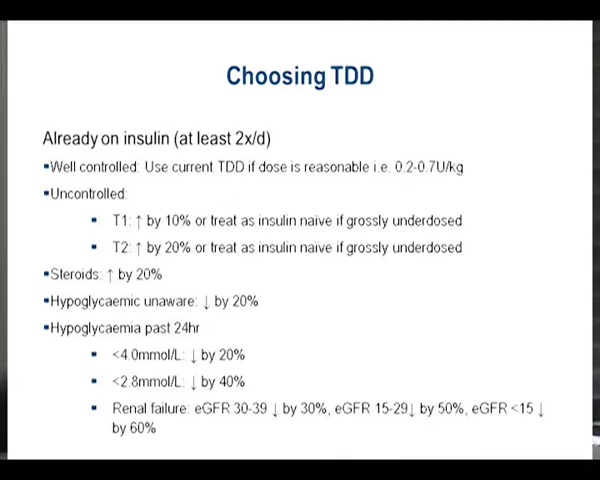 Choosing TDD
Already on insulin (at least 2x/d)
▪Well controlled: Use current TDD if dose is reasonable i.e. 0.2-0.7U/kg
▪Uncontrolled:
▪ T1: ↑ by 10% or treat as insulin naive if grossly underdosed
▪ T2: ↑ by 20% or treat as insulin naive if grossly underdosed
▪Steroids: ↑ by 20%
▪Hypoglycaemic unaware: ↓ by 20%
▪Hypoglycaemia past 24hr
▪ <4.0mmol/L: ↓ by 20%
▪ <2.8mmol/L: ↓ by 40%
▪ Renal failure: eGFR 30-39 ↓ by 30%, eGFR 15-29↓ by 50%, eGFR <15 ↓
by 60%